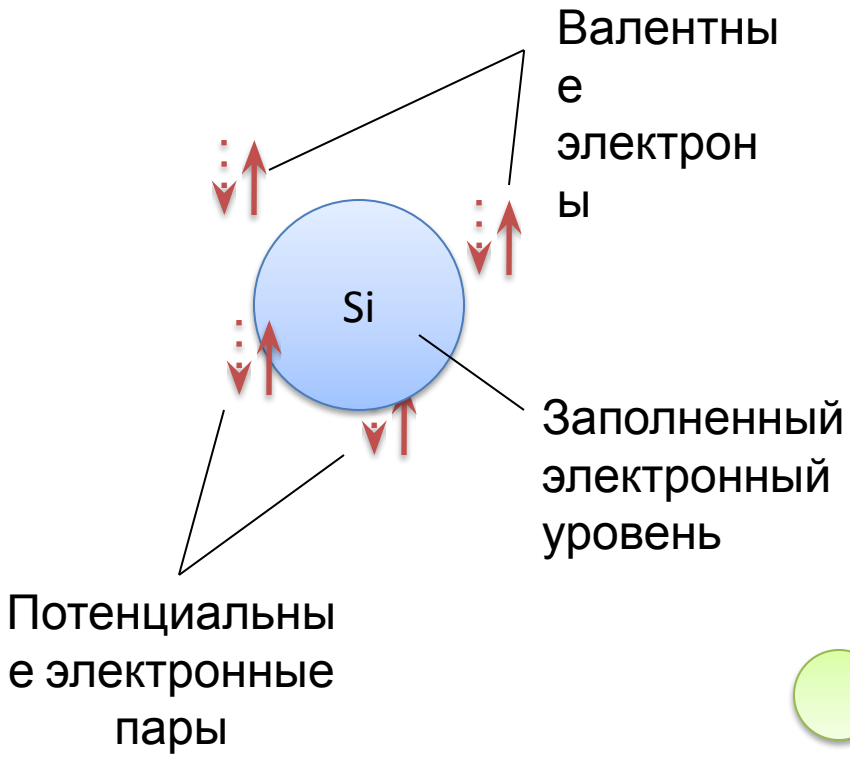 Валентны
е
электрон
ы
Si
Заполненный
электронный
уровень
Потенциальны
е электронные
пары